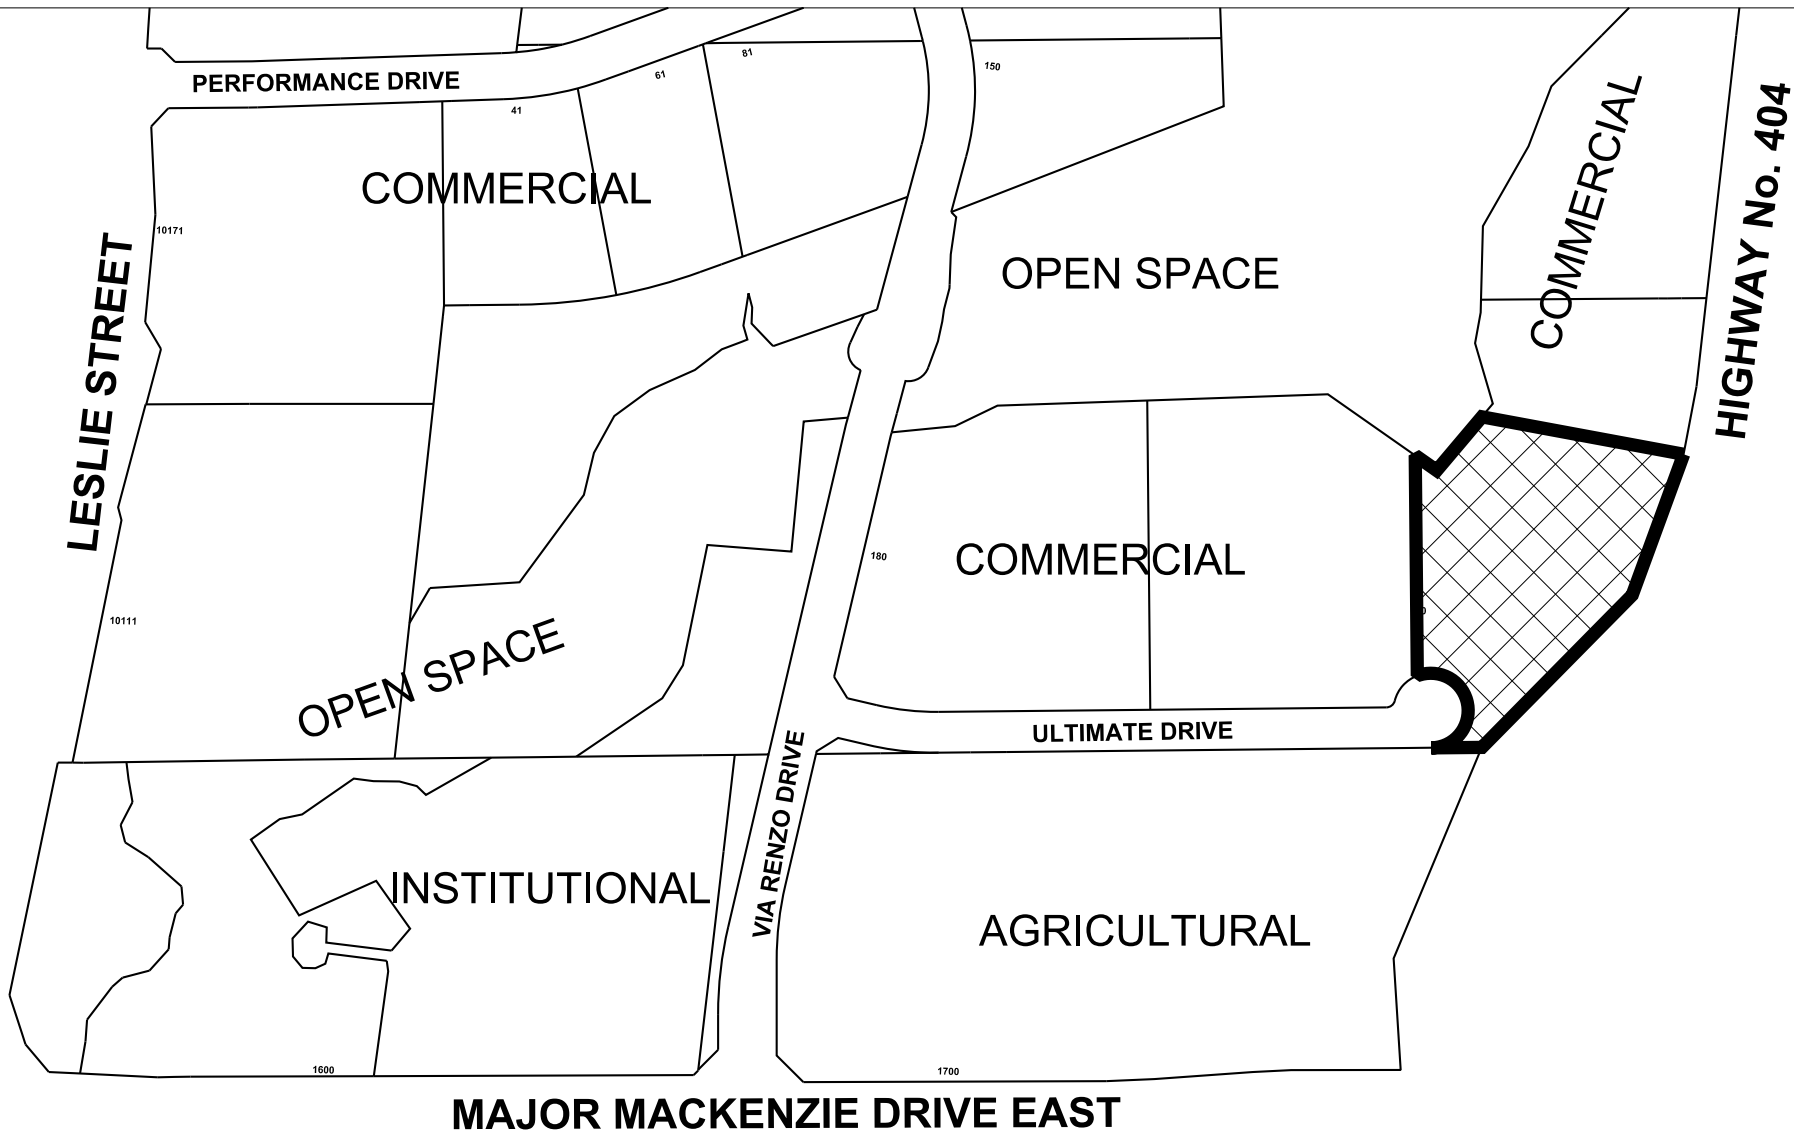 PERFORMANCE DRIVE
41
61
81
150
COMMERCIAL
COMMERCIAL
HIGHWAY No. 404
10171
LESLIE STREET
OPEN SPACE
180
COMMERCIAL
10111
OPEN SPACE
ULTIMATE DRIVE
VIA RENZO DRIVE
INSTITUTIONAL
AGRICULTURAL
1600
1700
MAJOR MACKENZIE DRIVE EAST